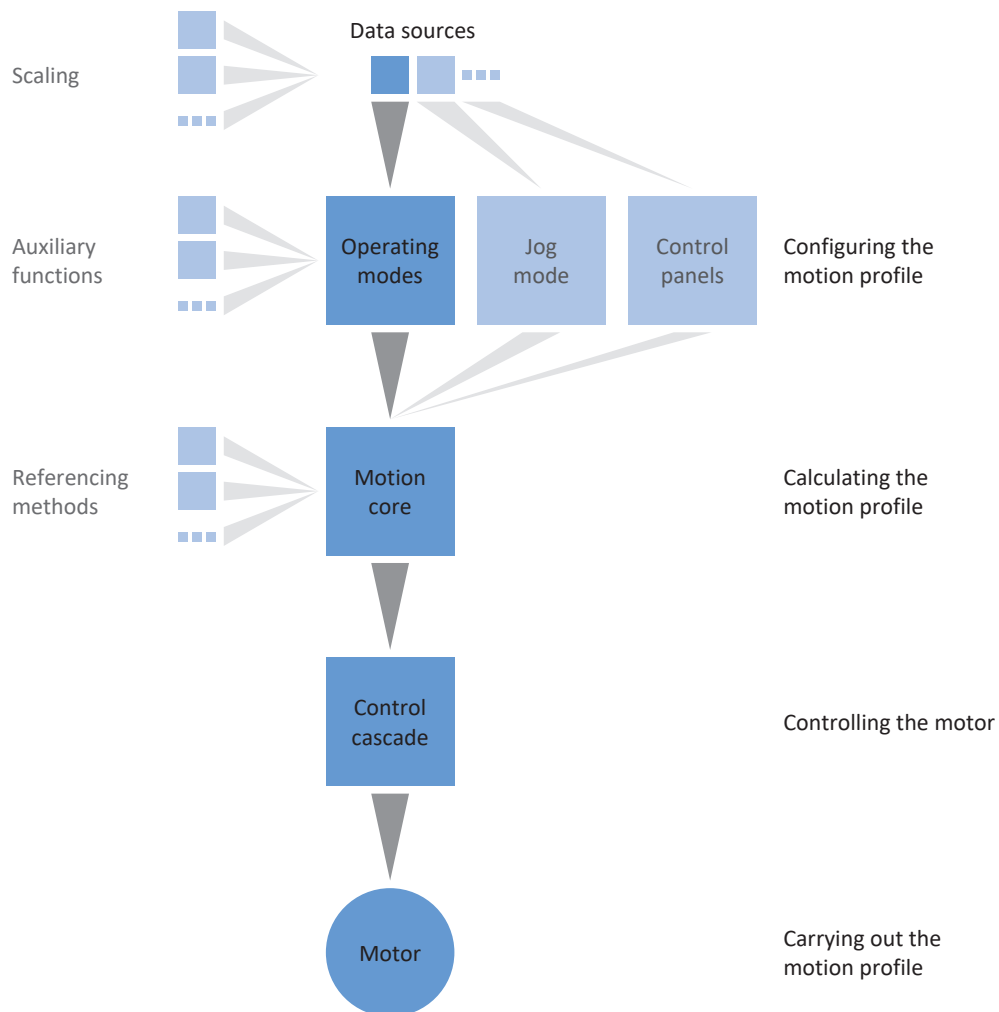 Data sources
Scaling
Auxiliary
functions
Operating
modes
Jog
mode
Control
panels
Configuring the
motion profile
Referencing
methods
Motion
core
Calculating the
motion profile
Control
cascade
Controlling the motor
Motor
Carrying out the
motion profile